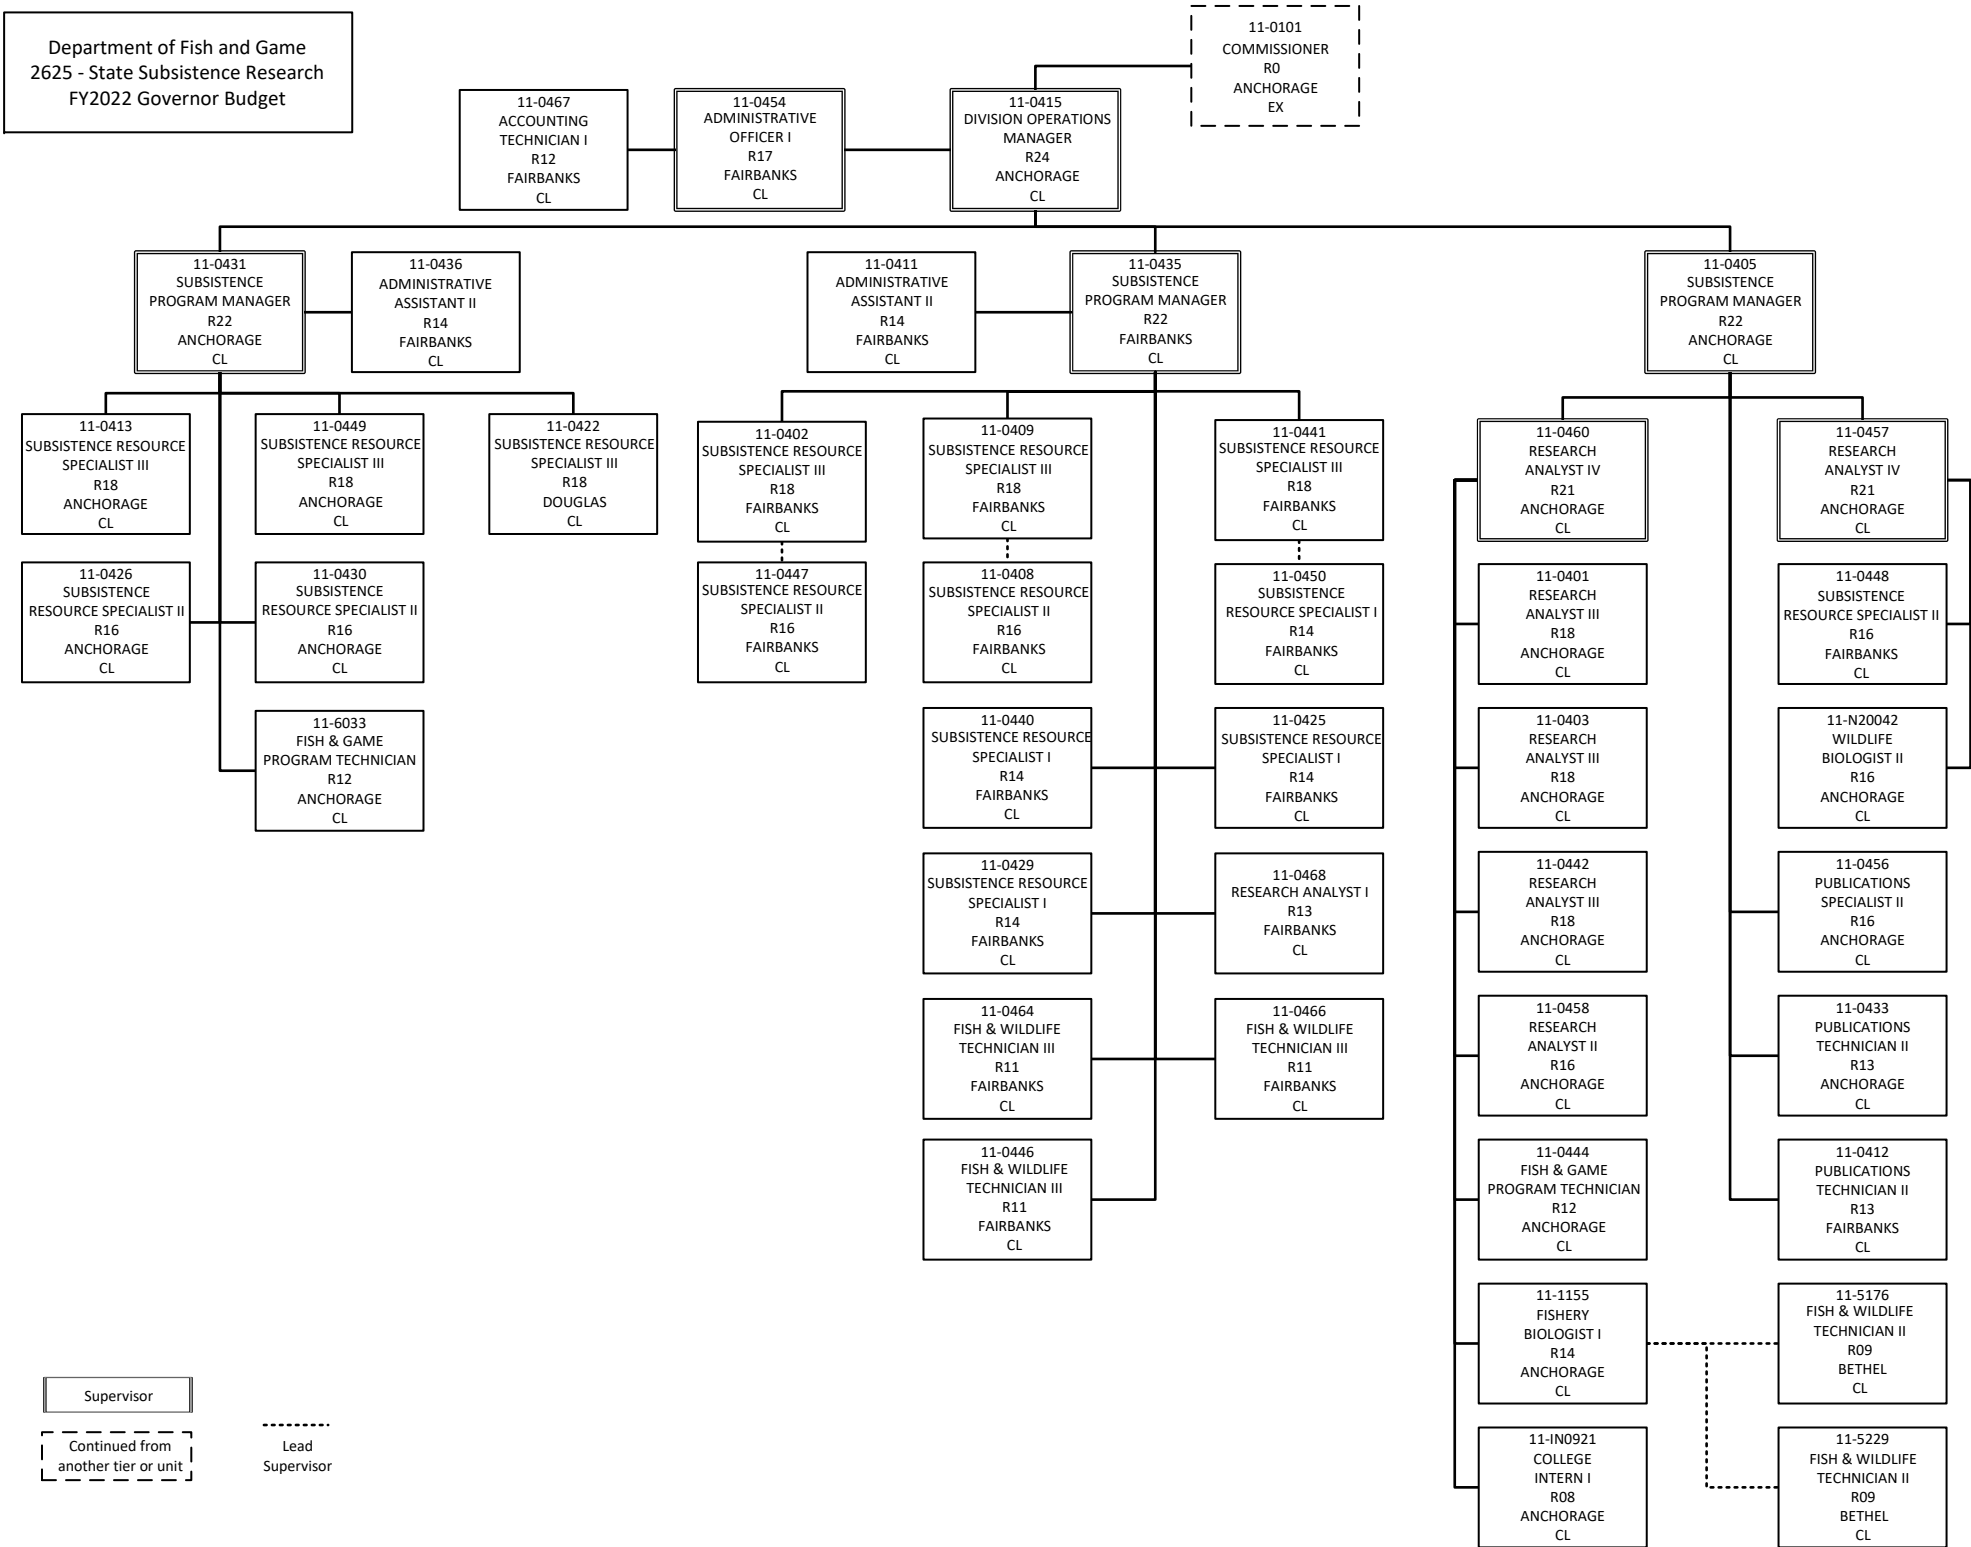 Department of Fish and Game
2625 - State Subsistence Research
FY2022 Governor Budget
11-0101
COMMISSIONER
R0
ANCHORAGE
EX
11-0467
ACCOUNTING
TECHNICIAN I
R12
FAIRBANKS
CL
11-0454
ADMINISTRATIVE
OFFICER I
R17
FAIRBANKS
CL
11-0415
DIVISION OPERATIONS
MANAGER
R24
ANCHORAGE
CL
11-0431
SUBSISTENCE
PROGRAM MANAGER
R22
ANCHORAGE
CL
11-0436
ADMINISTRATIVE
ASSISTANT II
R14
FAIRBANKS
CL
11-0411
ADMINISTRATIVE
ASSISTANT II
R14
FAIRBANKS
CL
11-0435
SUBSISTENCE
PROGRAM MANAGER
R22
FAIRBANKS
CL
11-0405
SUBSISTENCE
PROGRAM MANAGER
R22
ANCHORAGE
CL
11-0413
SUBSISTENCE RESOURCE
SPECIALIST III
R18
ANCHORAGE
CL
11-0449
SUBSISTENCE RESOURCE
SPECIALIST III
R18
ANCHORAGE
CL
11-0422
SUBSISTENCE RESOURCE
SPECIALIST III
R18
DOUGLAS
CL
11-0402
SUBSISTENCE RESOURCE
SPECIALIST III
R18
FAIRBANKS
CL
11-0409
SUBSISTENCE RESOURCE
SPECIALIST III
R18
FAIRBANKS
CL
11-0441
SUBSISTENCE RESOURCE
SPECIALIST III
R18
FAIRBANKS
CL
11-0460
RESEARCH
ANALYST IV
R21
ANCHORAGE
CL
11-0457
RESEARCH
ANALYST IV
R21
ANCHORAGE
CL
11-0426
SUBSISTENCE
RESOURCE SPECIALIST II
R16
ANCHORAGE
CL
11-0430
SUBSISTENCE
RESOURCE SPECIALIST II
R16
ANCHORAGE
CL
11-0447
SUBSISTENCE RESOURCE
SPECIALIST II
R16
FAIRBANKS
CL
11-0408
SUBSISTENCE RESOURCE
SPECIALIST II
R16
FAIRBANKS
CL
11-0450
SUBSISTENCE
RESOURCE SPECIALIST I
R14
FAIRBANKS
CL
11-0401
RESEARCH
ANALYST III
R18
ANCHORAGE
CL
11-0448
SUBSISTENCE
RESOURCE SPECIALIST II
R16
FAIRBANKS
CL
11-6033
FISH & GAME
PROGRAM TECHNICIAN
R12
ANCHORAGE
CL
11-0440
SUBSISTENCE RESOURCE
SPECIALIST I
R14
FAIRBANKS
CL
11-0425
SUBSISTENCE RESOURCE
SPECIALIST I
R14
FAIRBANKS
CL
11-0403
RESEARCH
ANALYST III
R18
ANCHORAGE
CL
11-N20042
WILDLIFE
BIOLOGIST II
R16
ANCHORAGE
CL
11-0429
SUBSISTENCE RESOURCE
SPECIALIST I
R14
FAIRBANKS
CL
11-0468
RESEARCH ANALYST I
R13
FAIRBANKS
CL
11-0442
RESEARCH
ANALYST III
R18
ANCHORAGE
CL
11-0456
PUBLICATIONS
SPECIALIST II
R16
ANCHORAGE
CL
11-0464
FISH & WILDLIFE
TECHNICIAN III
R11
FAIRBANKS
CL
11-0466
FISH & WILDLIFE
TECHNICIAN III
R11
FAIRBANKS
CL
11-0458
RESEARCH
ANALYST II
R16
ANCHORAGE
CL
11-0433
PUBLICATIONS
TECHNICIAN II
R13
ANCHORAGE
CL
11-0446
FISH & WILDLIFE
TECHNICIAN III
R11
FAIRBANKS
CL
11-0444
FISH & GAME
PROGRAM TECHNICIAN
R12
ANCHORAGE
CL
11-0412
PUBLICATIONS
TECHNICIAN II
R13
FAIRBANKS
CL
11-1155
FISHERY
BIOLOGIST I
R14
ANCHORAGE
CL
11-5176
FISH & WILDLIFE
TECHNICIAN II
R09
BETHEL
CL
11-IN0921
COLLEGE
INTERN I
R08
ANCHORAGE
CL
11-5229
FISH & WILDLIFE
TECHNICIAN II
R09
BETHEL
CL
Supervisor
Continued from
another tier or unit
Lead
Supervisor